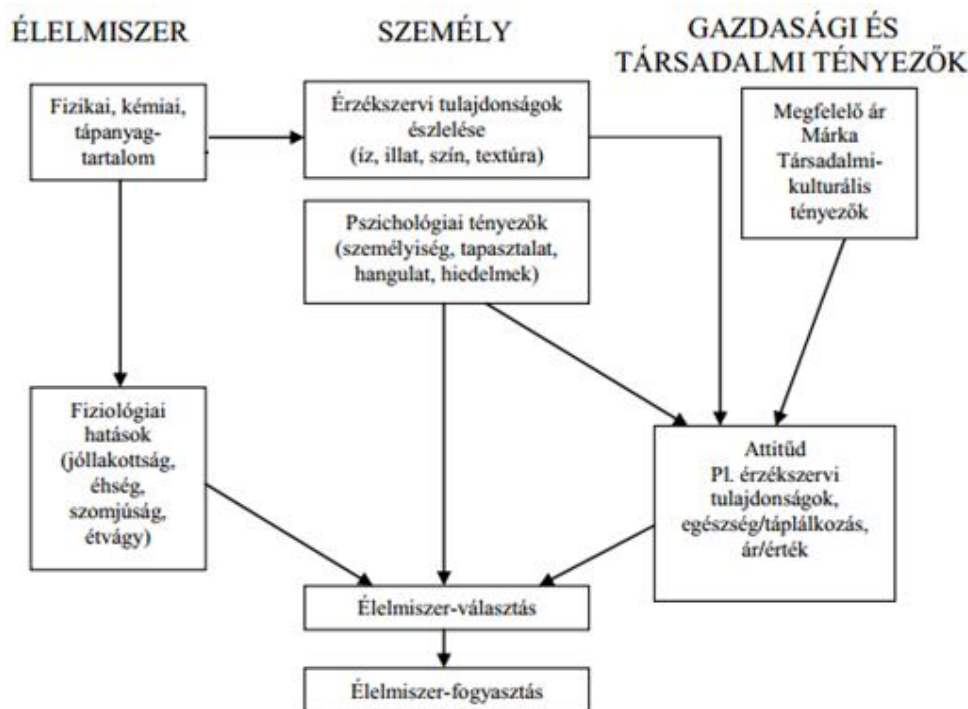 ÉLELMISZER
SZEMÉLY
GAZDASÁGI ÉS
TÁRSADALMI TÉNYEZŐK
Fizikai, kémiai,
tápanyag-
tartalom
Érzékszervi tulajdonságok
észlelése
(íz, illat, szín, textúra)
Megfelelő ár
Márka
Társadalmi-
kulturális
tényezők
Pszichológiai tényezők
(személyiség, tapasztalat,
hangulat, hiedelmek)
Fiziológiai
hatások
(jóllakottság,
éhség,
szomjúság,
étvágy)
Attitűd
Pl. érzékszervi
tulajdonságok,
egészség/táplálkozás,
ár/érték
Élelmiszer-választás
Élelmiszer-fogyasztás